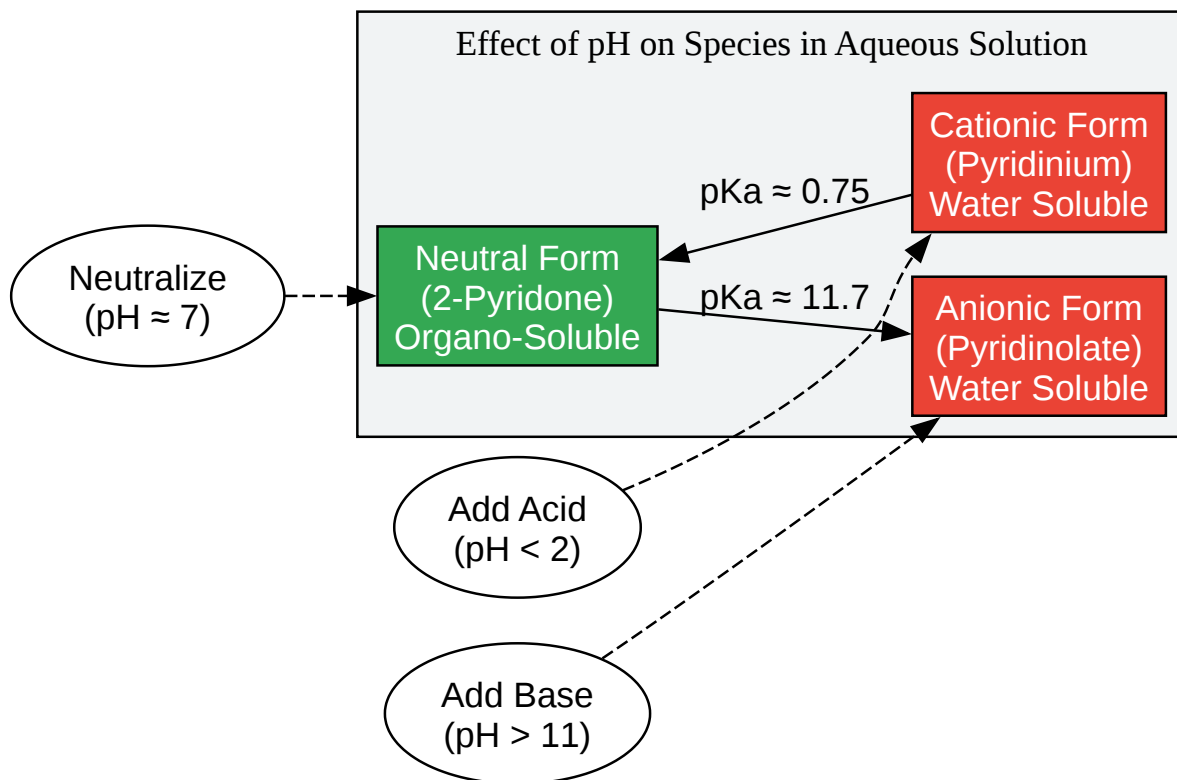 Effect of pH on Species in Aqueous Solution
Cationic Form
(Pyridinium)
Water Soluble
pKa ≈ 0.75
Neutralize
(pH ≈ 7)
Neutral Form
(2-Pyridone)
Organo-Soluble
pKa ≈ 11.7
Anionic Form
(Pyridinolate)
Water Soluble
Add Acid
(pH < 2)
Add Base
(pH > 11)